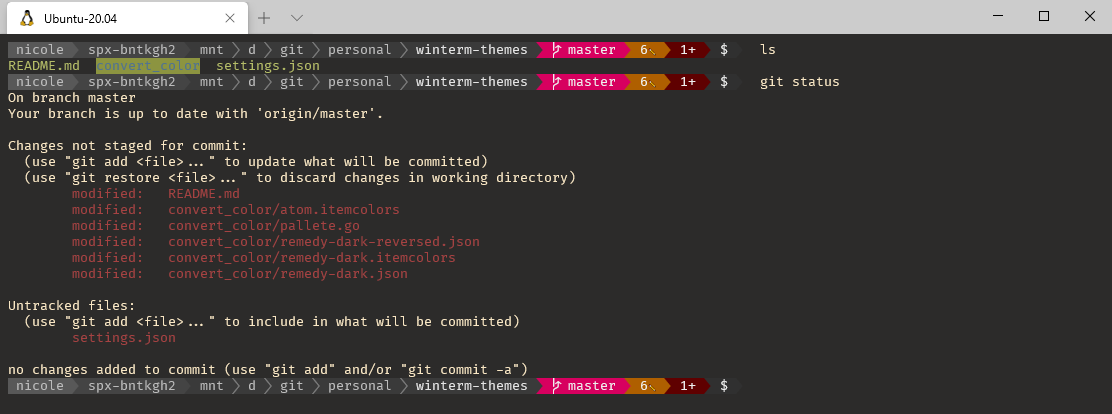 Ubuntu-20.04
nicole spx-bntkgh2 mnt d git personal winterm-themes master 6✎ 1+ $ ls
README.md convert_color settings.json
nicole spx-bntkgh2 mnt d git personal winterm-themes master 6✎ 1+ $ git status
On branch master
Your branch is up to date with 'origin/master'.
Changes not staged for commit:
(use "git add <file>..." to update what will be committed)
(use "git restore <file>..." to discard changes in working directory)
modified: README.md
modified: convert_color/atom.itemcolors
modified: convert_color/pallete.go
modified: convert_color/remedy-dark-reversed.json
modified: convert_color/remedy-dark.itemcolors
modified: convert_color/remedy-dark.json
Untracked files:
(use "git add <file>..." to include in what will be committed)
settings.json
no changes added to commit (use "git add" and/or "git commit -a")
nicole spx-bntkgh2 mnt d git personal winterm-themes master 6✎ 1+ $